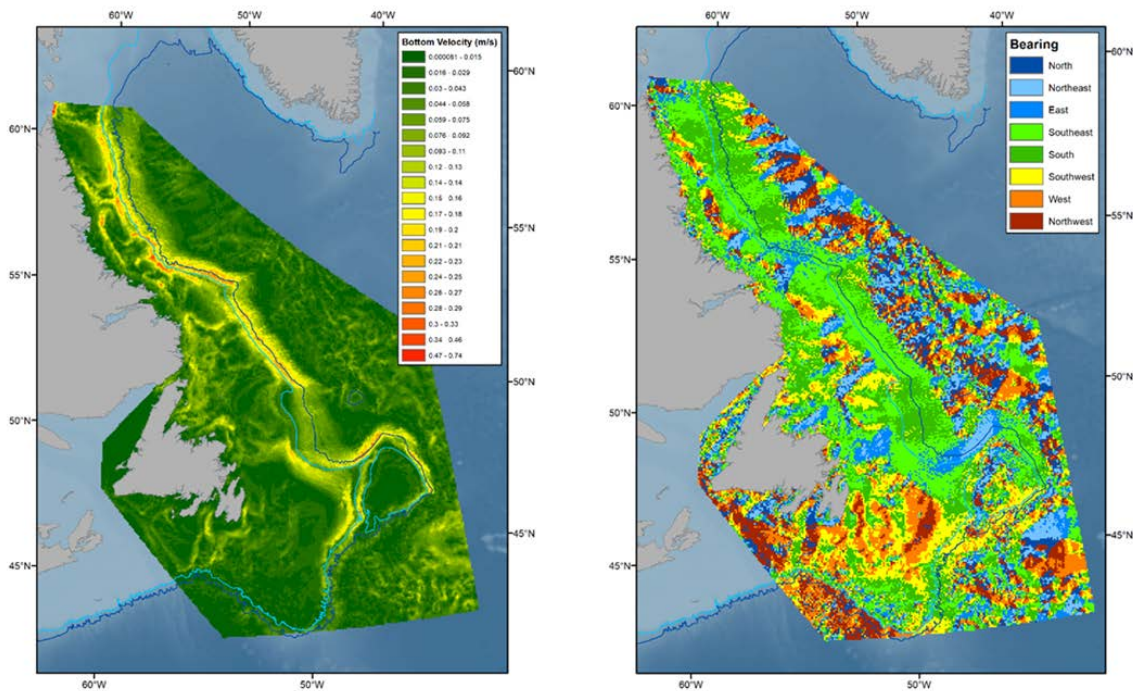 60°W 50°W 40°W
Bottom Velocity (m/s)
0.000081 - 0.015
0.016 - 0.029
0.03 - 0.043
0.044 - 0.058
0.059 - 0.075
0.076 - 0.092
0.093 - 0.11
0.12 - 0.13
0.14 - 0.14
0.15 0.16
0.17 - 0.18
0.19 - 0.2
0.21 - 0.21
0.22 - 0.23
0.24 - 0.25
0.26 - 0.27
0.28 - 0.29
0.3 - 0.33
0.34 0.46
0.47 - 0.74
60°N
55°N
50°N
45°N
60°N
55°N
50°N
45°N
60°W 50°W
60°W 50°W 40°W
Bearing
North
Northeast
East
Southeast
South
Southwest
West
Northwest
60°N
55°N
50°N
45°N
60°N
55°N
50°N
45°N
60°W 50°W